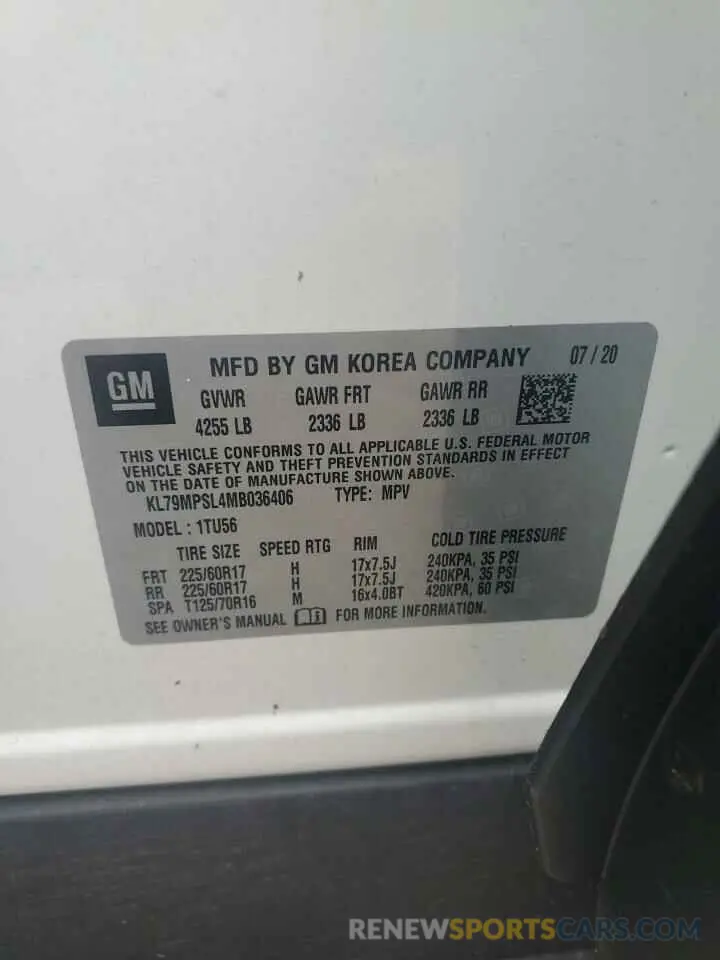 GM
MFD BY GM KOREA COMPANY 07 / 20
GVWR GAWR FRT GAWR RR
4255 LB 2336 LB 2336 LB
THIS VEHICLE CONFORMS TO ALL APPLICABLE U.S. FEDERAL MOTOR
VEHICLE SAFETY AND THEFT PREVENTION STANDARDS IN EFFECT
ON THE DATE OF MANUFACTURE SHOWN ABOVE.
KL79MPSL4MB036406 TYPE: MPV
MODEL : 1TU56
TIRE SIZE SPEED RTG RIM COLD TIRE PRESSURE
FRT 225/60R17 H 17x7.5J 240KPA, 35 PSI
RR 225/60R17 H 17x7.5J 240KPA, 35 PSI
SPA T125/70R16 M 16x4.0BT 420KPA, 60 PSI
SEE OWNER'S MANUAL FOR MORE INFORMATION.
RENEWSPORTSCARS.COM